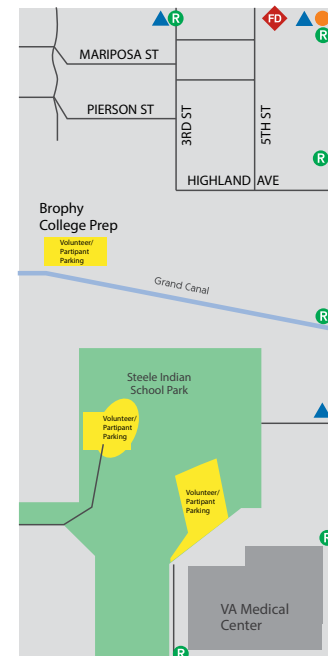 R
FD
R
MARIPOSA ST
PIERSON ST
3RD ST
5TH ST
R
HIGHLAND AVE
Brophy
College Prep
Volunteer/
Partipant
Parking
Grand Canal
R
Steele Indian
School Park
Volunteer/
Partipant
Parking
Volunteer/
Partipant
Parking
R
VA Medical
Center
R